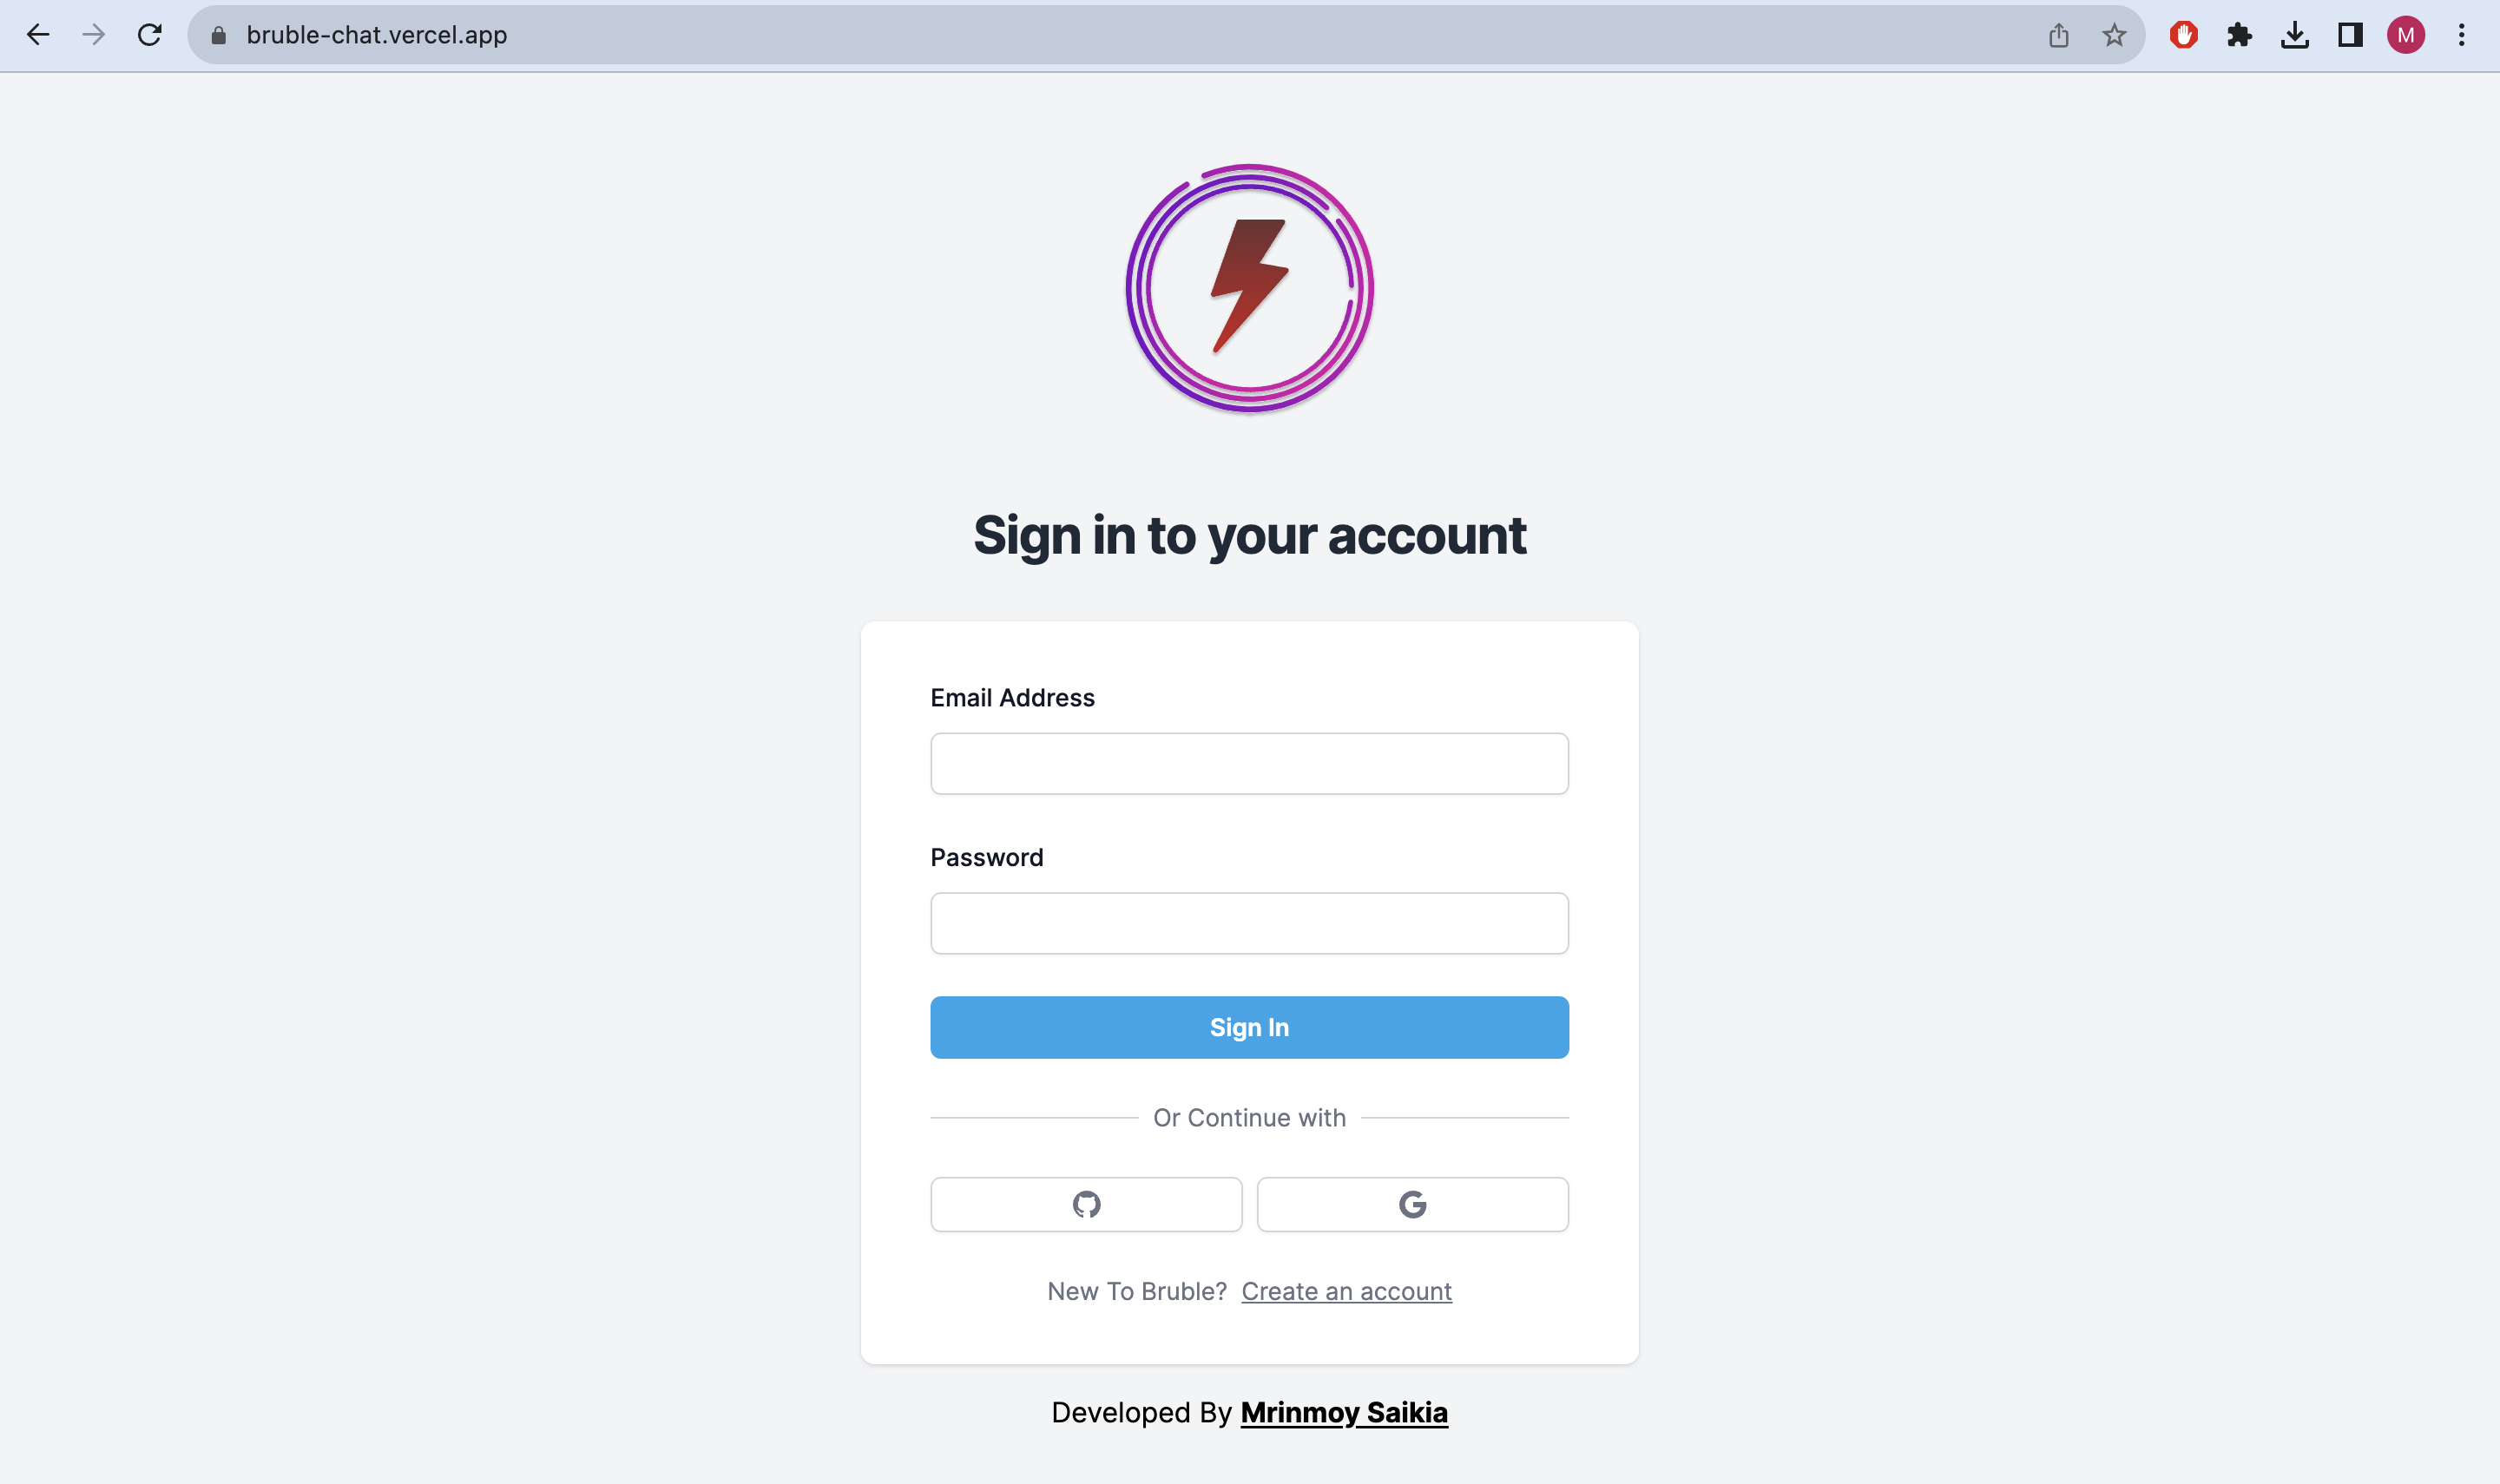 bruble-chat.vercel.app
M
Sign in to your account
Email Address
Password
Sign In
Or Continue with
New To Bruble? Create an account
Developed By Mrinmoy Saikia